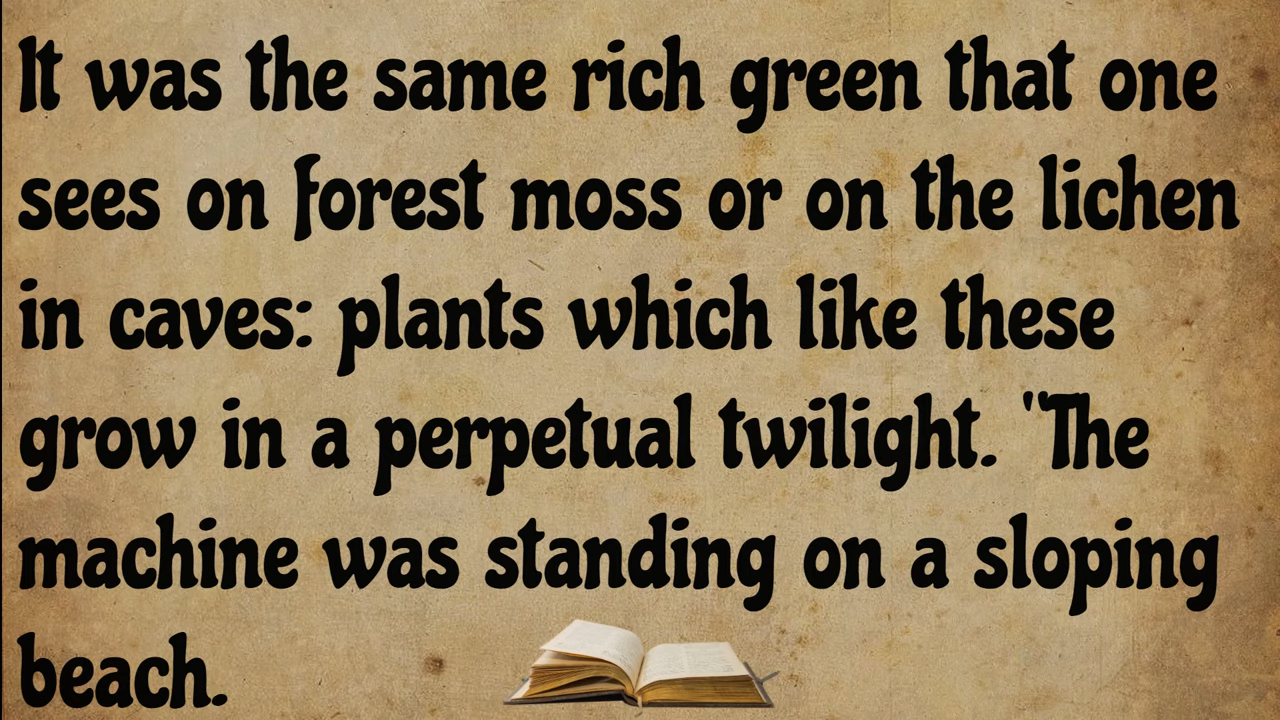 It was the same rich green that one
sees on forest moss or on the lichen
in caves: plants which like these
grow in a perpetual twilight. "The
machine was standing on a sloping
beach.